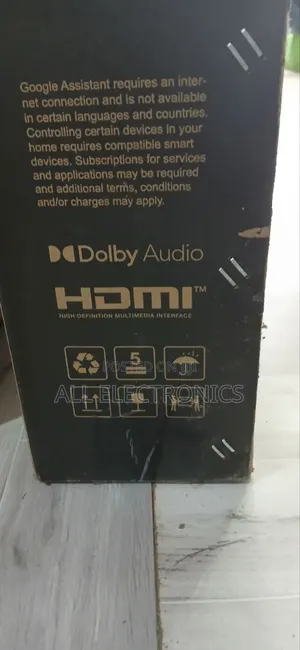 Google Assistant requires an inter-
net connection and is not available
in certain languages and countries.
Controlling certain devices in your
home requires compatible smart
devices. Subscriptions for services
and applications may be required
and additional terms, conditions
and/or charges may apply.
Dolby Audio
HDMI™
HIGH DEFINITION MULTIMEDIA INTERFACE
5
ALL ELECTRONICS